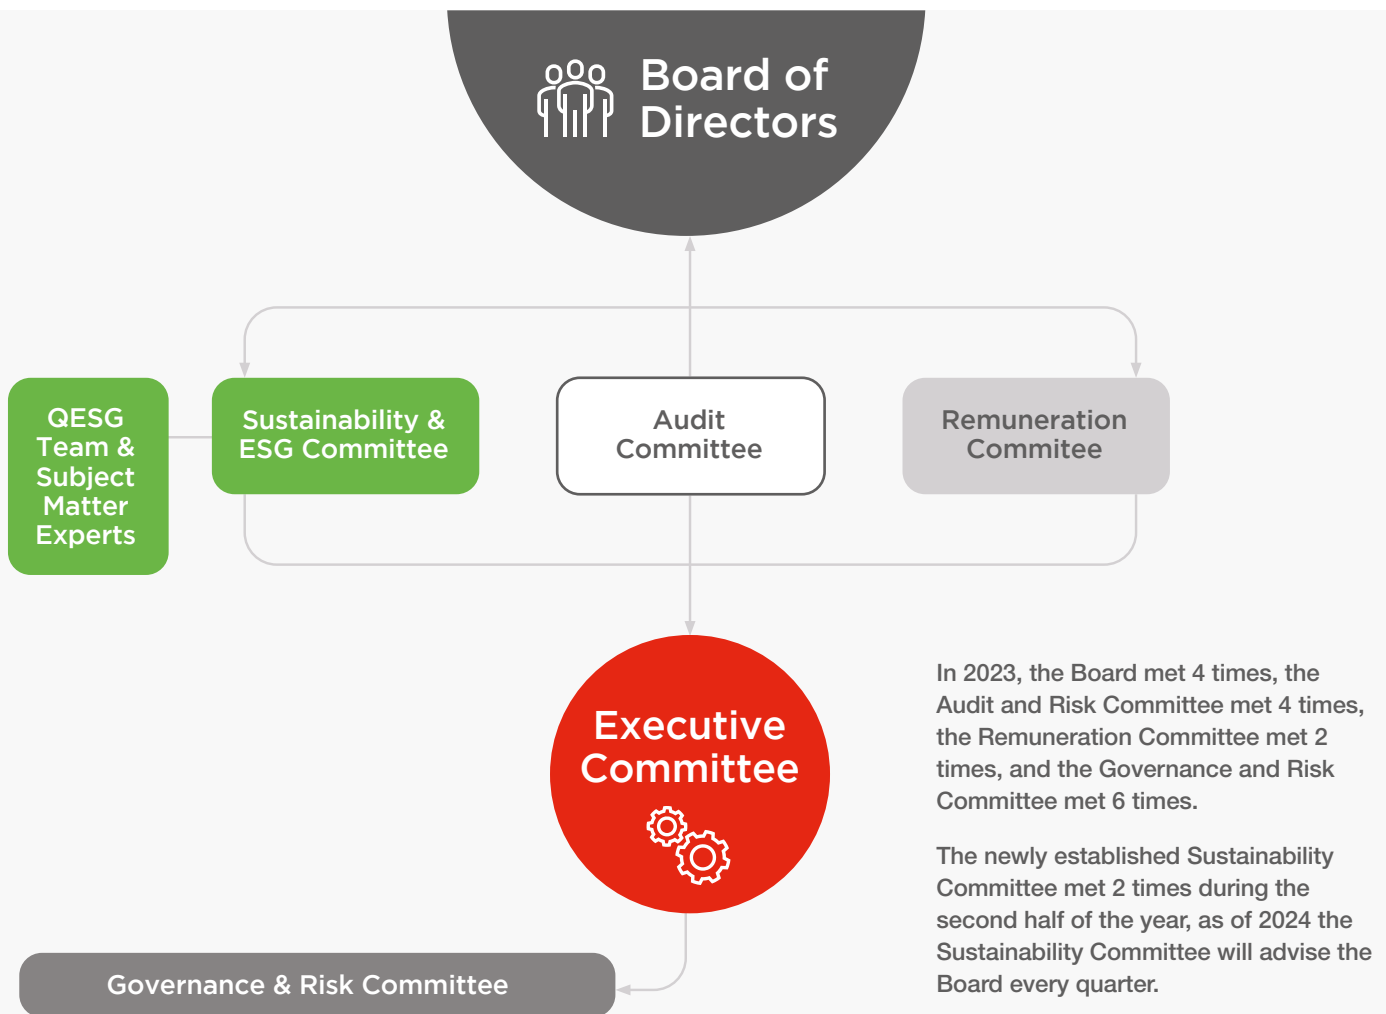 Board of
Directors
QESG
Team &
Subject
Matter
Experts
Sustainability &
ESG Committee
Audit
Committee
Remuneration
Commitee
Executive
Committee
In 2023, the Board met 4 times, the
Audit and Risk Committee met 4 times,
the Remuneration Committee met 2
times, and the Governance and Risk
Committee met 6 times.
The newly established Sustainability
Committee met 2 times during the
second half of the year, as of 2024 the
Sustainability Committee will advise the
Board every quarter.
Governance & Risk Committee